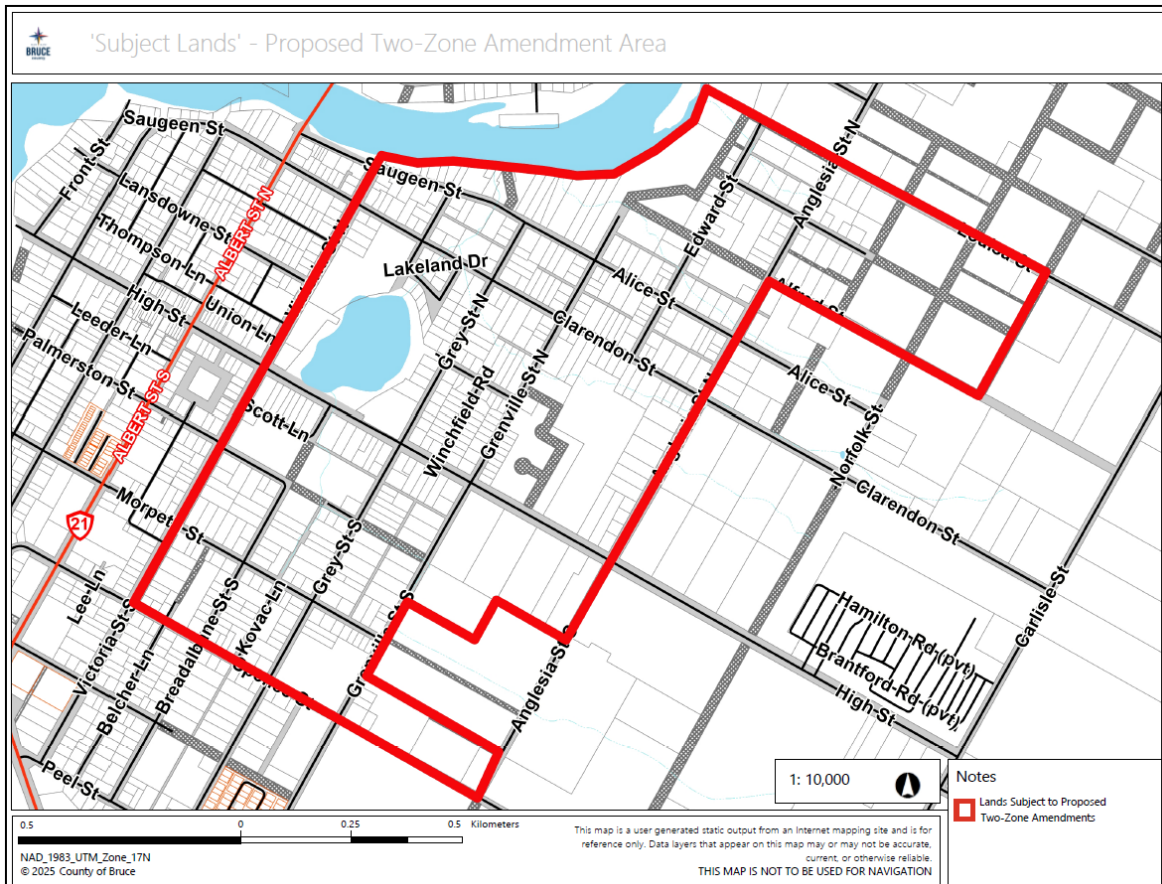 BRUCE
'Subject Lands' - Proposed Two-Zone Amendment Area
Saugeen St
Front-St
Lansdowne-St
Thompson-Ln
ALBERT-ST-N
High-St
Union-Ln
Leeder-Ln
Palmerston-St
ALBERT-ST-S
Scott-Ln
Morpeth-St
21
Lee-Ln
Victoria-St-S
Belcher-Ln
Breadalbane-St-S
Kovac-Ln
Grey-St-S
Peel-St
Saugeen-St
Lakeland Dr
Grey-St-N
Winchfield-Rd
Grenville-St-N
Alice-St
Clarendon-St
Edward-St
Anglesia-St-N
Louisa-St
Alfred-St
Alice-St
Norfolk-St
Clarendon-St
Carlisle-St
Hamilton-Rd-(pvt)
Brantford-Rd-(pvt)
High-St
Anglesia-St-S
1: 10,000
Notes
Lands Subject to Proposed
Two-Zone Amendments
0.5 0 0.25 0.5 Kilometers
NAD_1983_UTM_Zone_17N
© 2025 County of Bruce
This map is a user generated static output from an Internet mapping site and is for
reference only. Data layers that appear on this map may or may not be accurate,
current, or otherwise reliable.
THIS MAP IS NOT TO BE USED FOR NAVIGATION